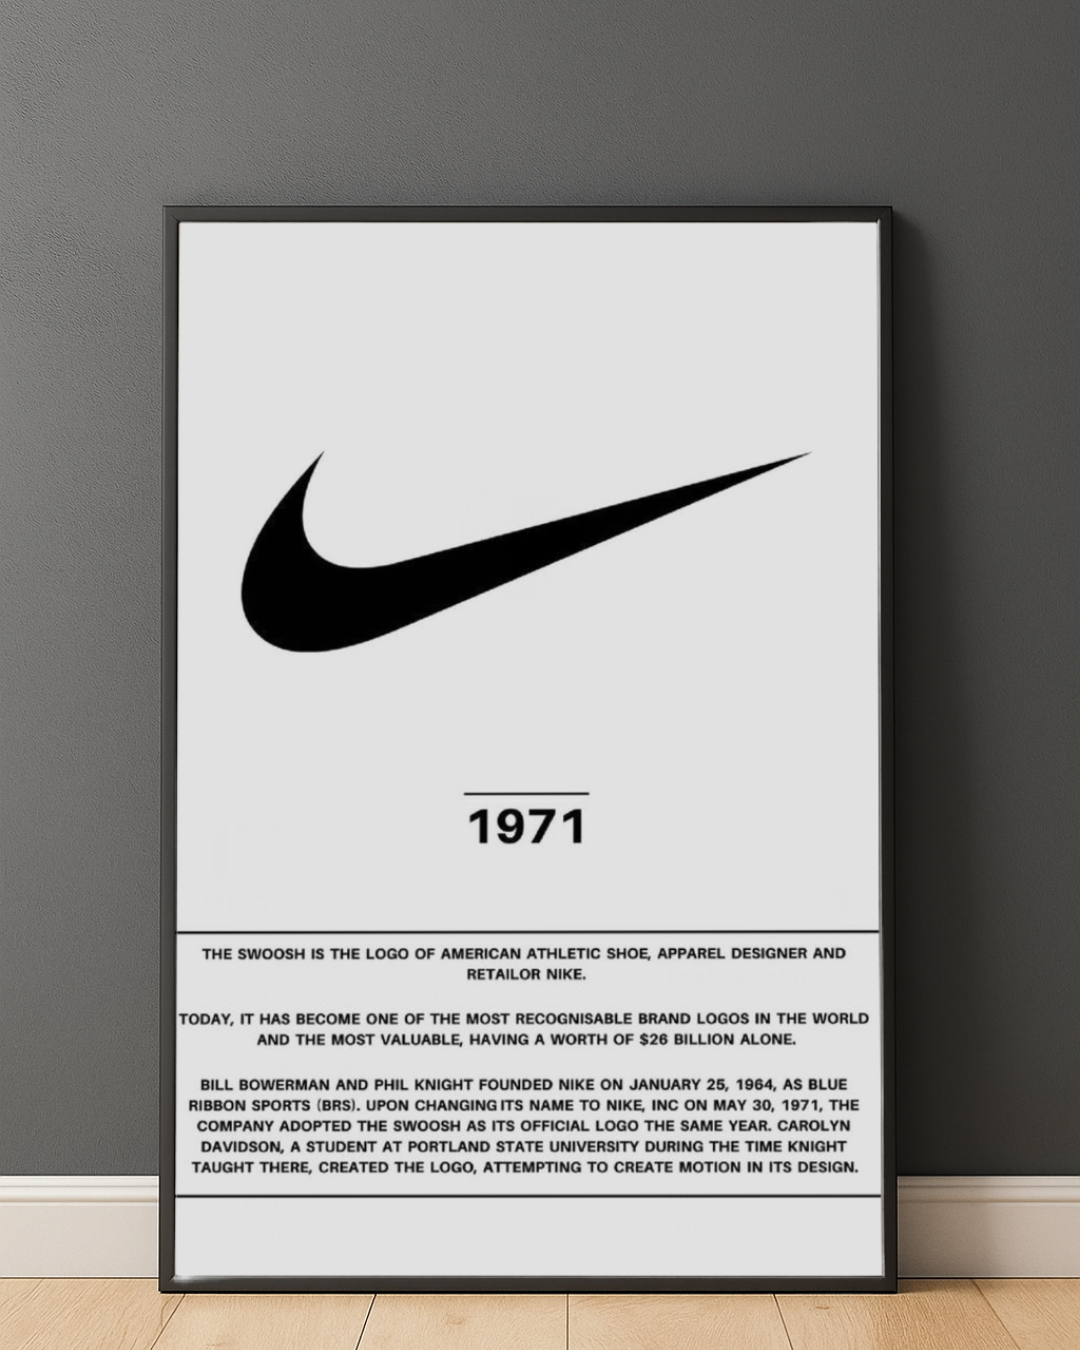 1971
THE SWOOSH IS THE LOGO OF AMERICAN ATHLETIC SHOE, APPAREL DESIGNER AND
RETAILOR NIKE.
TODAY, IT HAS BECOME ONE OF THE MOST RECOGNISABLE BRAND LOGOS IN THE WORLD
AND THE MOST VALUABLE, HAVING A WORTH OF $26 BILLION ALONE.
BILL BOWERMAN AND PHIL KNIGHT FOUNDED NIKE ON JANUARY 25, 1964, AS BLUE
RIBBON SPORTS (BRS). UPON CHANGING ITS NAME TO NIKE, INC ON MAY 30, 1971, THE
COMPANY ADOPTED THE SWOOSH AS ITS OFFICIAL LOGO THE SAME YEAR. CAROLYN
DAVIDSON, A STUDENT AT PORTLAND STATE UNIVERSITY DURING THE TIME KNIGHT
TAUGHT THERE, CREATED THE LOGO, ATTEMPTING TO CREATE MOTION IN ITS DESIGN.